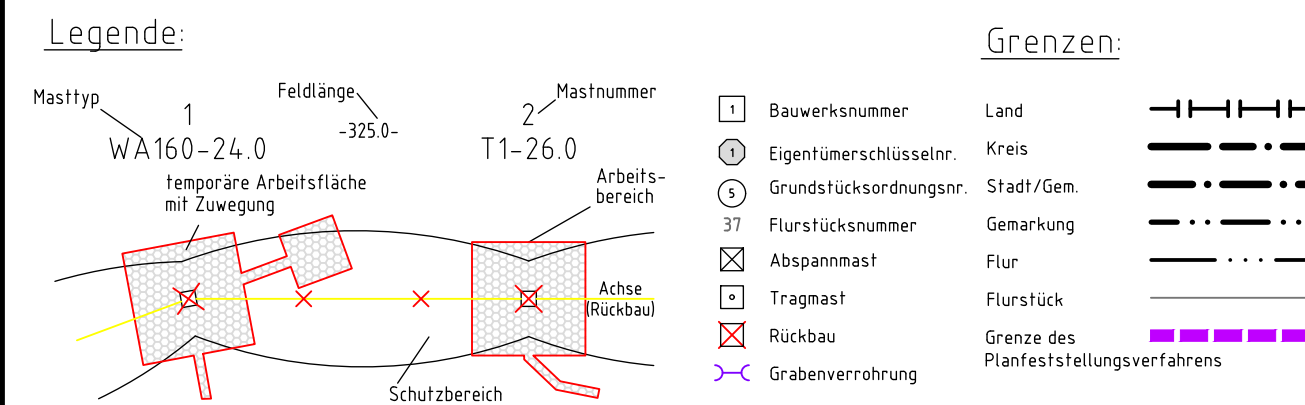 Legende:
Masttyp
1
WA160-24.0
Feldlänge
-325.0-
Mastnummer
2
T1-26.0
temporäre Arbeitsfläche
mit Zuwegung
Arbeits-
bereich
Achse
(Rückbau)
Schutzbereich
1 Bauwerksnummer
1 Eigentümerschlüsselnr.
5 Grundstücksordnungsnr.
37 Flurstücksnummer
Abspannmast
Tragmast
Rückbau
Grabenverrohrung
Grenzen:
Land
Kreis
Stadt/Gem.
Gemarkung
Flur
Flurstück
Grenze des
Planfeststellungsverfahrens